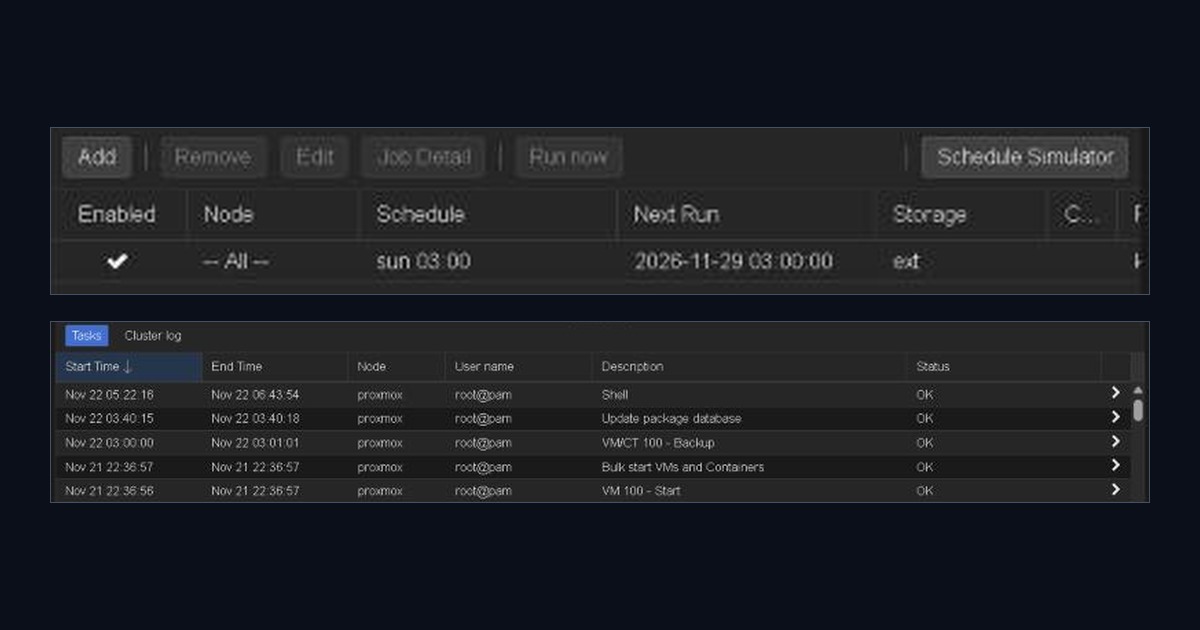 Add Remove Edit Job Detail Run now Schedule Simulator
Enabled Node Schedule Next Run Storage C...
-- All -- sun 03:00 2026-11-29 03:00:00 ext
Tasks Cluster log
Start Time End Time Node User name Description Status
Nov 22 05:22:16 Nov 22 06:43:54 proxmox root@pam Shell OK
Nov 22 03:40:15 Nov 22 03:40:18 proxmox root@pam Update package database OK
Nov 22 03:00:00 Nov 22 03:01:01 proxmox root@pam VM/CT 100 - Backup OK
Nov 21 22:36:57 Nov 21 22:36:57 proxmox root@pam Bulk start VMs and Containers OK
Nov 21 22:36:56 Nov 21 22:36:57 proxmox root@pam VM 100 - Start OK